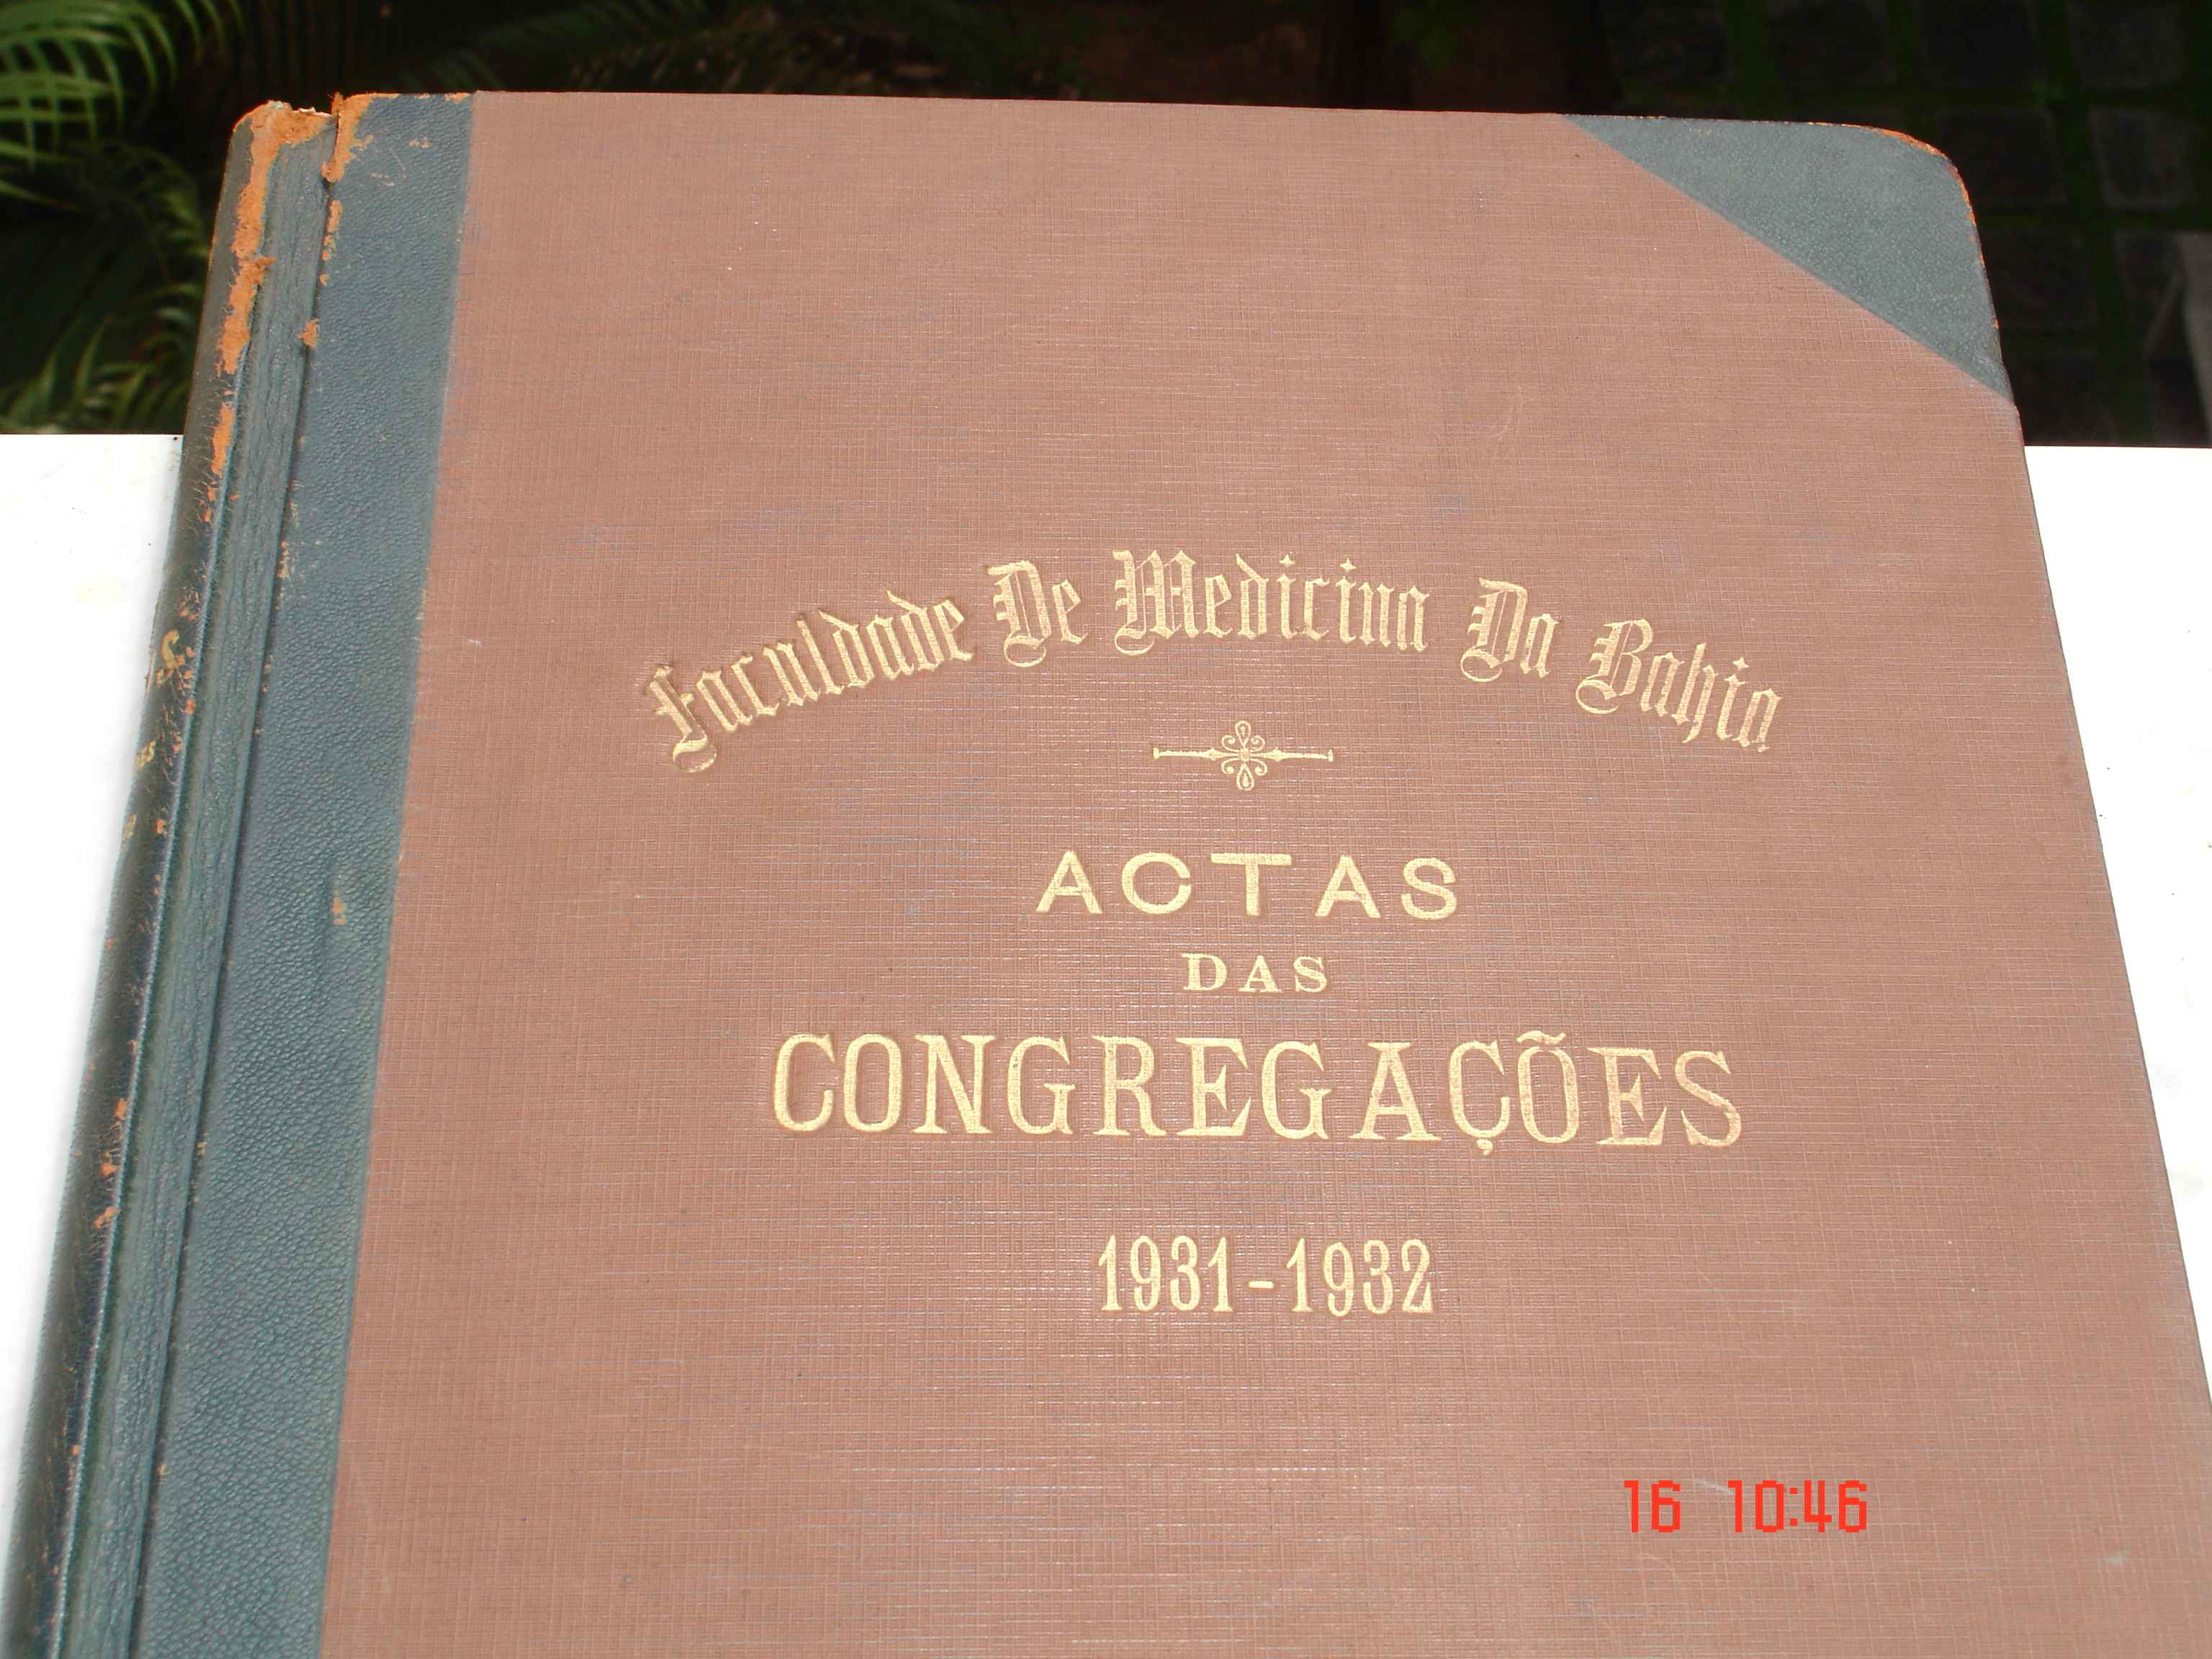 Faculdade De Medicina Da Bahia
ACTAS
DAS
CONGREGAÇÕES
1931-1932
16 10:46